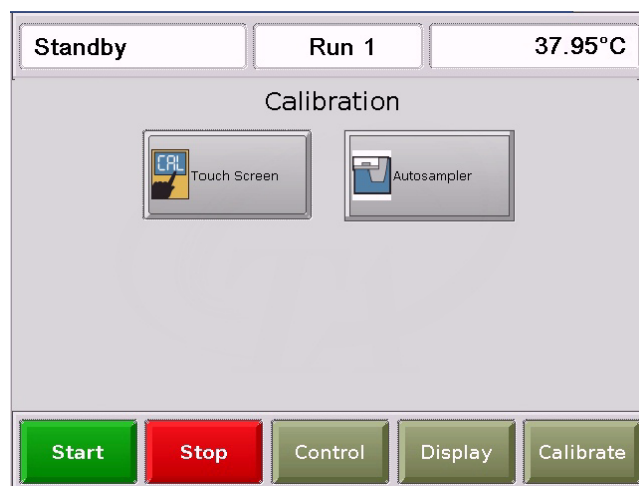 Standby Run 1 37.95°C
Calibration
CAL Touch Screen Autosampler
Start Stop Control Display Calibrate